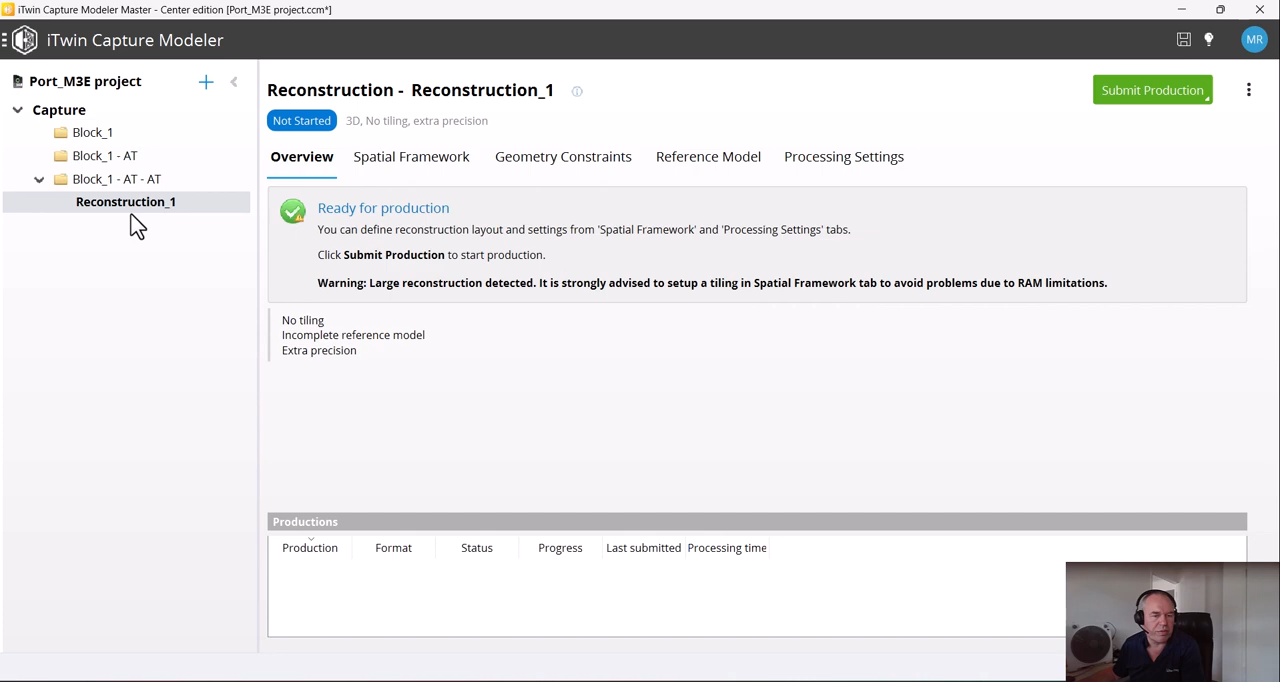 iTwin Capture Modeler Master - Center edition [Port_M3E project.ccm*]
iTwin Capture Modeler
MR
Port_M3E project
Capture
Block_1
Block_1 - AT
Block_1 - AT - AT
Reconstruction_1
Reconstruction - Reconstruction_1
Submit Production
Not Started
3D, No tiling, extra precision
Overview
Spatial Framework
Geometry Constraints
Reference Model
Processing Settings
Ready for production
You can define reconstruction layout and settings from 'Spatial Framework' and 'Processing Settings' tabs.
Click Submit Production to start production.
Warning: Large reconstruction detected. It is strongly advised to setup a tiling in Spatial Framework tab to avoid problems due to RAM limitations.
No tiling
Incomplete reference model
Extra precision
Productions
Production Format Status Progress Last submitted Processing time